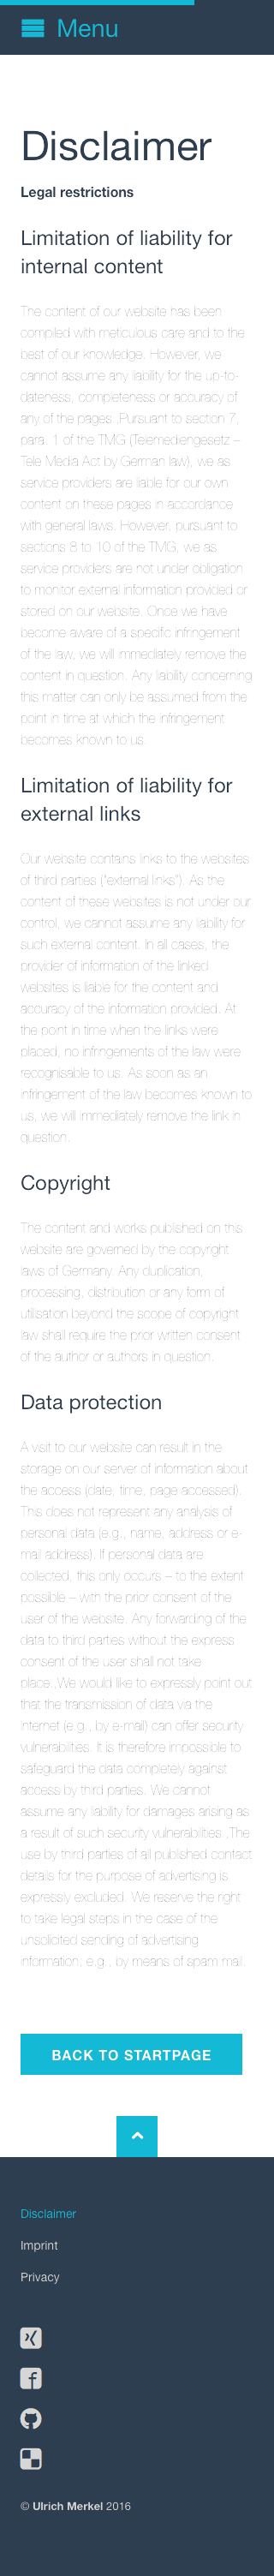 Menu
Disclaimer
Legal restrictions
Limitation of liability for
internal content
The content of our website has been
compiled with meticulous care and to the
best of our knowledge. However, we
cannot assume any liability for the up-to-
dateness, completeness or accuracy of
any of the pages. .Pursuant to section 7,
para. 1 of the TMG (Telemediengesetz –
Tele Media Act by German law), we as
service providers are liable for our own
content on these pages in accordance
with general laws. However, pursuant to
sections 8 to 10 of the TMG, we as
service providers are not under obligation
to monitor external information provided or
stored on our website. Once we have
become aware of a specific infringement
of the law, we will immediately remove the
content in question. Any liability concerning
this matter can only be assumed from the
point in time at which the infringement
becomes known to us.
Limitation of liability for
external links
Our website contains links to the websites
of third parties ("external links"). As the
content of these websites is not under our
control, we cannot assume any liability for
such external content. In all cases, the
provider of information of the linked
websites is liable for the content and
accuracy of the information provided. At
the point in time when the links were
placed, no infringements of the law were
recognisable to us. As soon as an
infringement of the law becomes known to
us, we will immediately remove the link in
question.
Copyright
The content and works published on this
website are governed by the copyright
laws of Germany. Any duplication,
processing, distribution or any form of
utilisation beyond the scope of copyright
law shall require the prior written consent
of the author or authors in question.
Data protection
A visit to our website can result in the
storage on our server of information about
the access (date, time, page accessed).
This does not represent any analysis of
personal data (e.g., name, address or e-
mail address). If personal data are
collected, this only occurs – to the extent
possible – with the prior consent of the
user of the website. Any forwarding of the
data to third parties without the express
consent of the user shall not take
place.,We would like to expressly point out
that the transmission of data via the
Internet (e.g., by e-mail) can offer security
vulnerabilities. It is therefore impossible to
safeguard the data completely against
access by third parties. We cannot
assume any liability for damages arising as
a result of such security vulnerabilities.,The
use by third parties of all published contact
details for the purpose of advertising is
expressly excluded. We reserve the right
to take legal steps in the case of the
unsolicited sending of advertising
information; e.g., by means of spam mail.
BACK TO STARTPAGE
Disclaimer
Imprint
Privacy
© Ulrich Merkel 2016